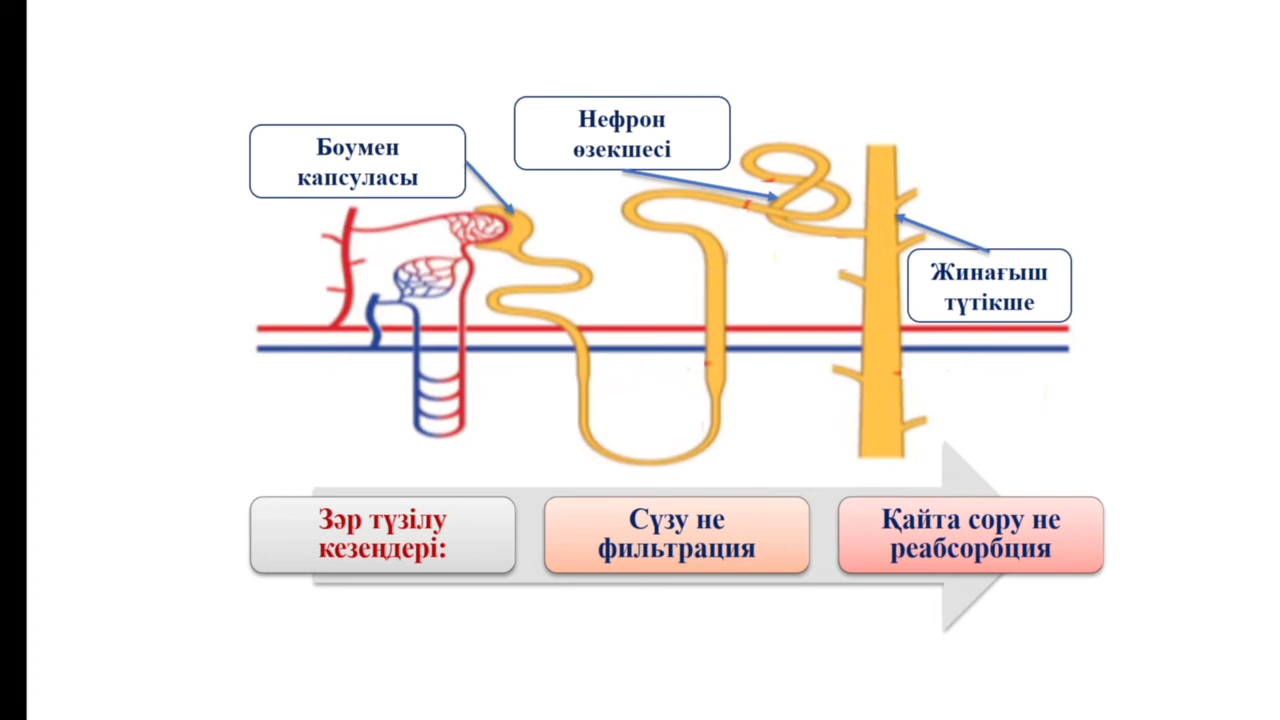 Боумен
капсуласы
Нефрон
өзекшесі
Жинағыш
түтікше
Зәр түзілу
кезеңдері:
Сүзу не
фильтрация
Қайта сору не
реабсорбция